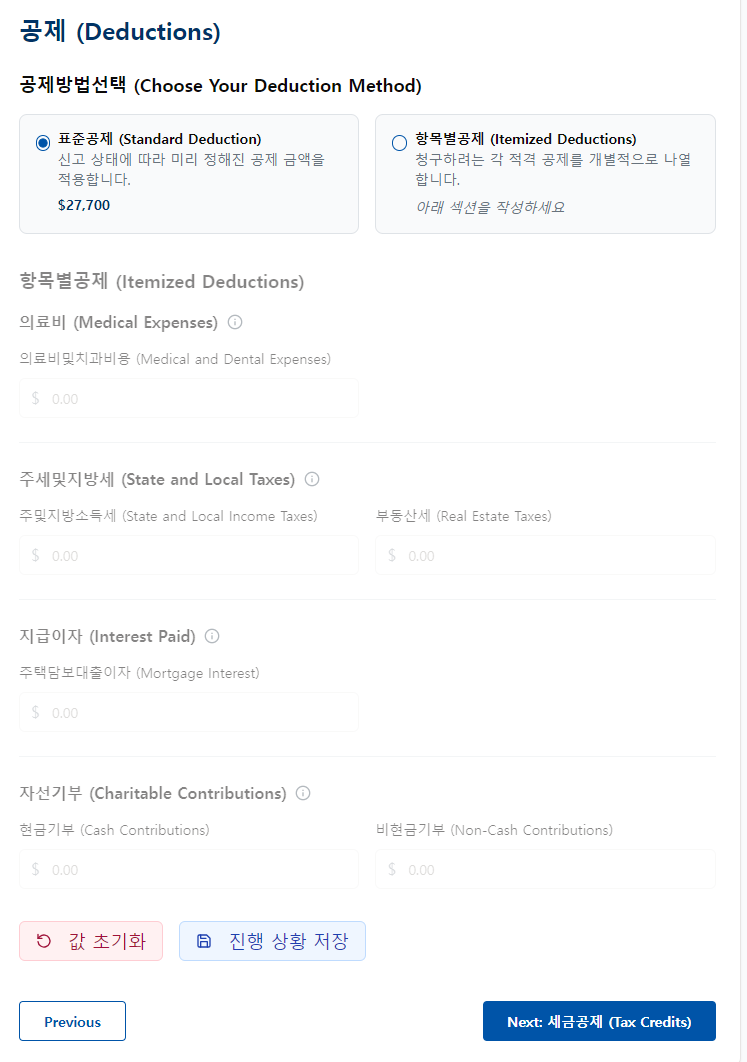 공제 (Deductions)
공제방법선택 (Choose Your Deduction Method)
표준공제 (Standard Deduction)
신고 상태에 따라 미리 정해진 공제 금액을
적용합니다.
$27,700
항목별공제 (Itemized Deductions)
청구하려는 각 적격 공제를 개별적으로 나열
합니다.
아래 섹션을 작성하세요
항목별공제 (Itemized Deductions)
의료비 (Medical Expenses)
의료비및치과비용 (Medical and Dental Expenses)
$ 0.00
주세및지방세 (State and Local Taxes)
주및지방소득세 (State and Local Income Taxes)
부동산세 (Real Estate Taxes)
$ 0.00
$ 0.00
지급이자 (Interest Paid)
주택담보대출이자 (Mortgage Interest)
$ 0.00
자선기부 (Charitable Contributions)
현금기부 (Cash Contributions)
비현금기부 (Non-Cash Contributions)
$ 0.00
$ 0.00
값 초기화
진행 상황 저장
Previous
Next: 세금공제 (Tax Credits)